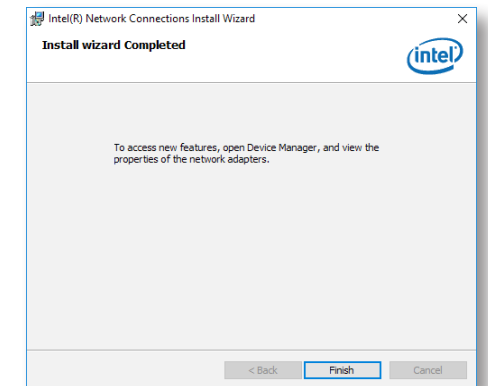 Intel(R) Network Connections Install Wizard
Install wizard Completed
intel
To access new features, open Device Manager, and view the
properties of the network adapters.
< Back
Finish
Cancel